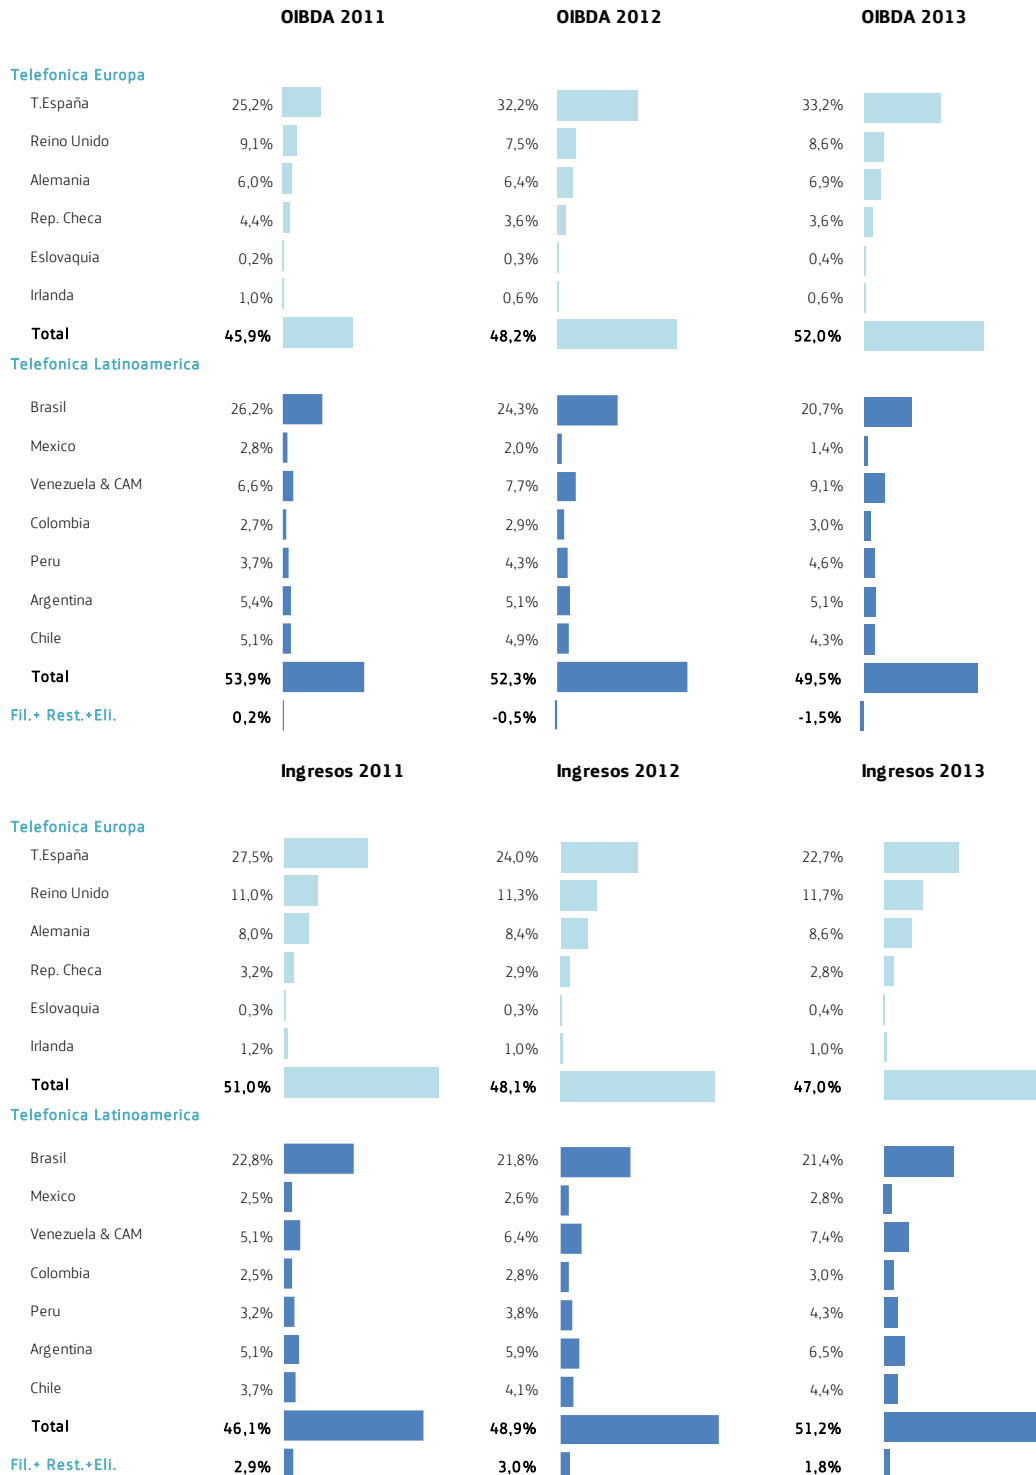 OIBDA 2011 OIBDA 2012 OIBDA 2013
Telefonica Europa
T.España 25,2% 32,2% 33,2%
Reino Unido 9,1% 7,5% 8,6%
Alemania 6,0% 6,4% 6,9%
Rep. Checa 4,4% 3,6% 3,6%
Eslovaquia 0,2% 0,3% 0,4%
Irlanda 1,0% 0,6% 0,6%
Total 45,9% 48,2% 52,0%
Telefonica Latinoamerica
Brasil 26,2% 24,3% 20,7%
Mexico 2,8% 2,0% 1,4%
Venezuela & CAM 6,6% 7,7% 9,1%
Colombia 2,7% 2,9% 3,0%
Peru 3,7% 4,3% 4,6%
Argentina 5,4% 5,1% 5,1%
Chile 5,1% 4,9% 4,3%
Total 53,9% 52,3% 49,5%
Fil.+ Rest.+Eli. 0,2% -0,5% -1,5%
Ingresos 2011 Ingresos 2012 Ingresos 2013
Telefonica Europa
T.España 27,5% 24,0% 22,7%
Reino Unido 11,0% 11,3% 11,7%
Alemania 8,0% 8,4% 8,6%
Rep. Checa 3,2% 2,9% 2,8%
Eslovaquia 0,3% 0,3% 0,4%
Irlanda 1,2% 1,0% 1,0%
Total 51,0% 48,1% 47,0%
Telefonica Latinoamerica
Brasil 22,8% 21,8% 21,4%
Mexico 2,5% 2,6% 2,8%
Venezuela & CAM 5,1% 6,4% 7,4%
Colombia 2,5% 2,8% 3,0%
Peru 3,2% 3,8% 4,3%
Argentina 5,1% 5,9% 6,5%
Chile 3,7% 4,1% 4,4%
Total 46,1% 48,9% 51,2%
Fil.+ Rest.+Eli. 2,9% 3,0% 1,8%